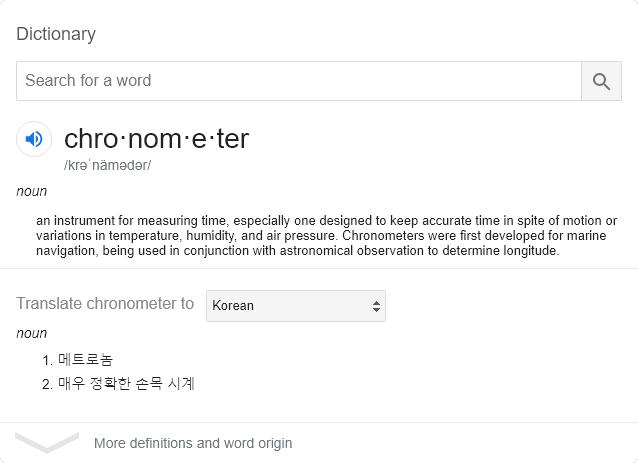 Dictionary
Search for a word
chro·nom·e·ter
/krəˈnämədər/
noun
an instrument for measuring time, especially one designed to keep accurate time in spite of motion or
variations in temperature, humidity, and air pressure. Chronometers were first developed for marine
navigation, being used in conjunction with astronomical observation to determine longitude.
Translate chronometer to Korean
noun
1. 메트로놈
2. 매우 정확한 손목 시계
More definitions and word origin